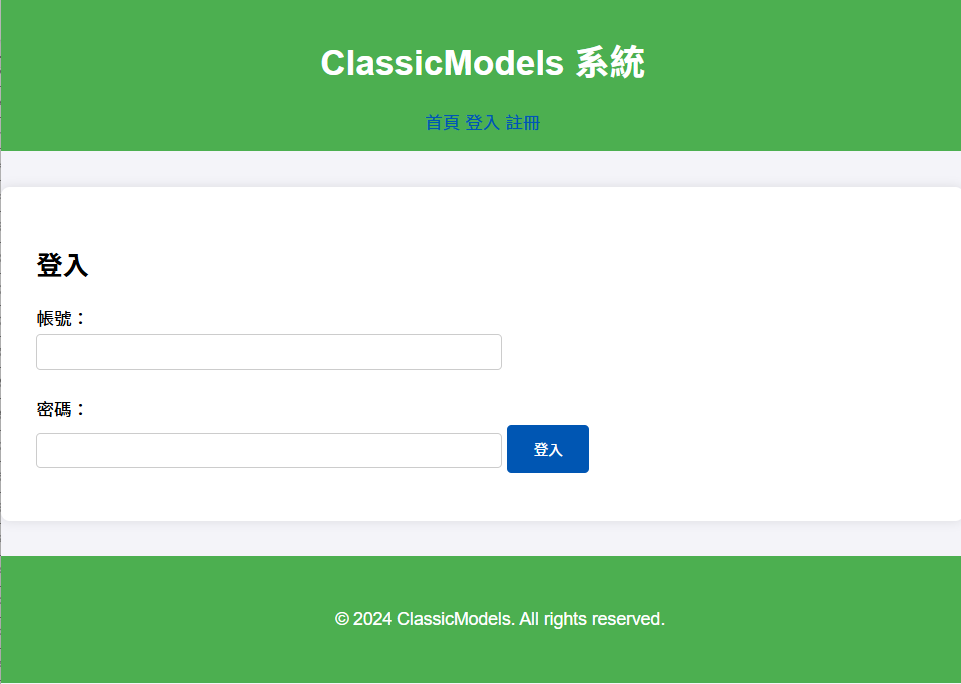 ClassicModels 系統
首頁 登入 註冊
登入
帳號：
密碼：
登入
© 2024 ClassicModels. All rights reserved.